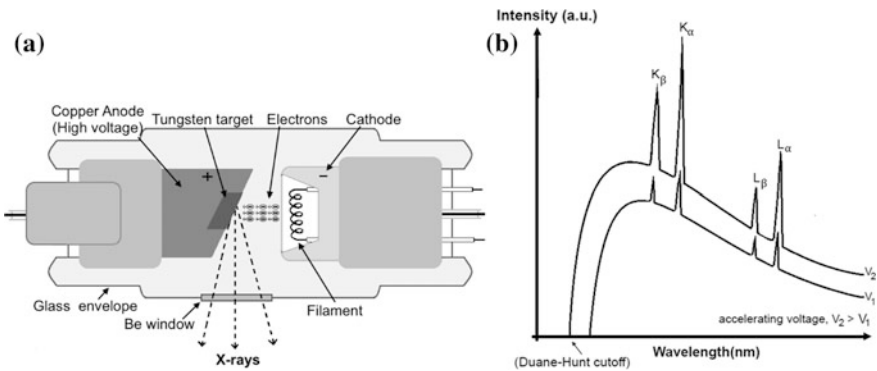 (a)
Copper Anode
(High voltage)
Tungsten target
Electrons
Cathode
+
–
Glass envelope
Be window
Filament
X-rays
(b)
Intensity (a.u.)
Kα
Kβ
Lα
Lβ
V2
V1
accelerating voltage, V2 > V1
(Duane-Hunt cutoff)
Wavelength(nm)